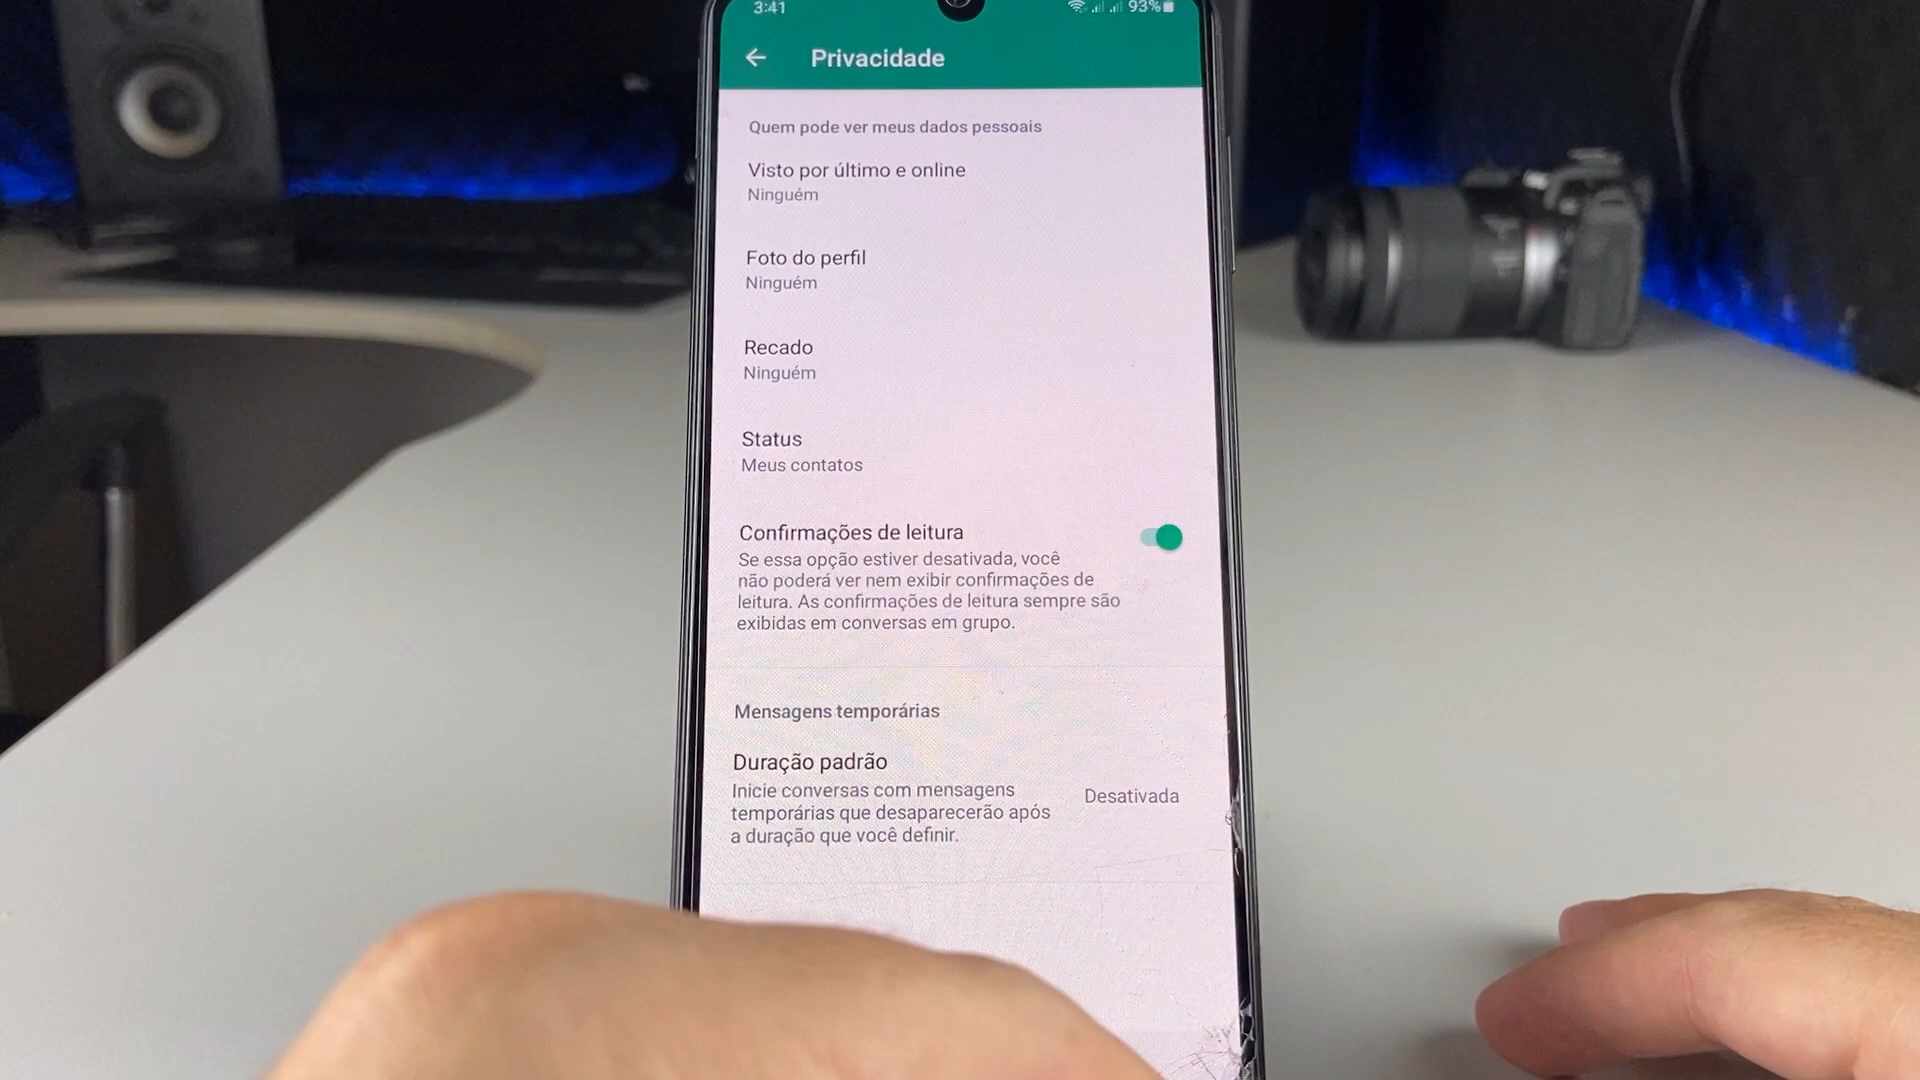 3:41
93%
Privacidade
Quem pode ver meus dados pessoais
Visto por último e online
Ninguém
Foto do perfil
Ninguém
Recado
Ninguém
Status
Meus contatos
Confirmações de leitura
Se essa opção estiver desativada, você
não poderá ver nem exibir confirmações de
leitura. As confirmações de leitura sempre são
exibidas em conversas em grupo.
Mensagens temporárias
Duração padrão
Inicie conversas com mensagens
temporárias que desaparecerão após
a duração que você definir.
Desativada